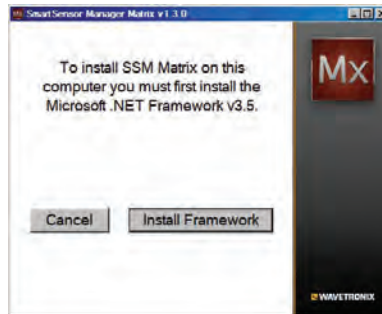 SmartSensor Manager Matrix v1.3.0
Mx
To install SSM Matrix on this
computer you must first install the
Microsoft .NET Framework v3.5.
Cancel
Install Framework
WAVETRONIX